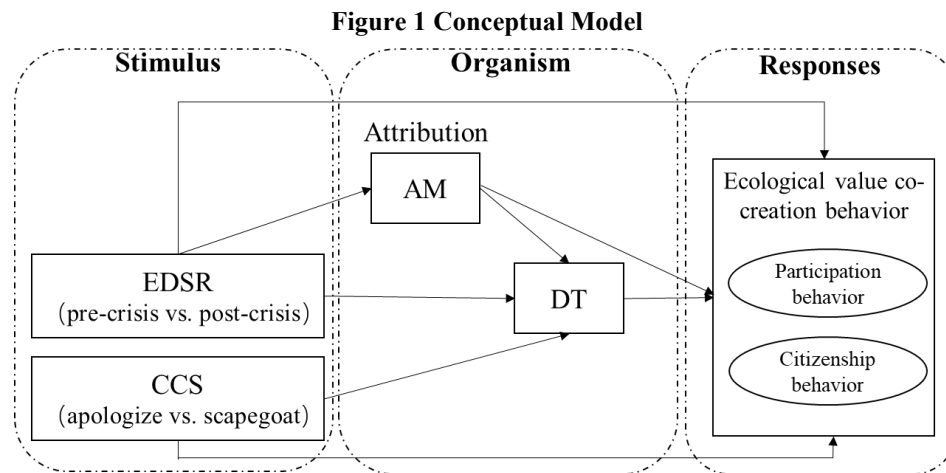 Figure 1 Conceptual Model
Stimulus
Organism
Responses
Attribution
AM
Ecological value co-
creation behavior
EDSR
(pre-crisis vs. post-crisis)
DT
Participation
behavior
CCS
(apologize vs. scapegoat)
Citizenship
behavior